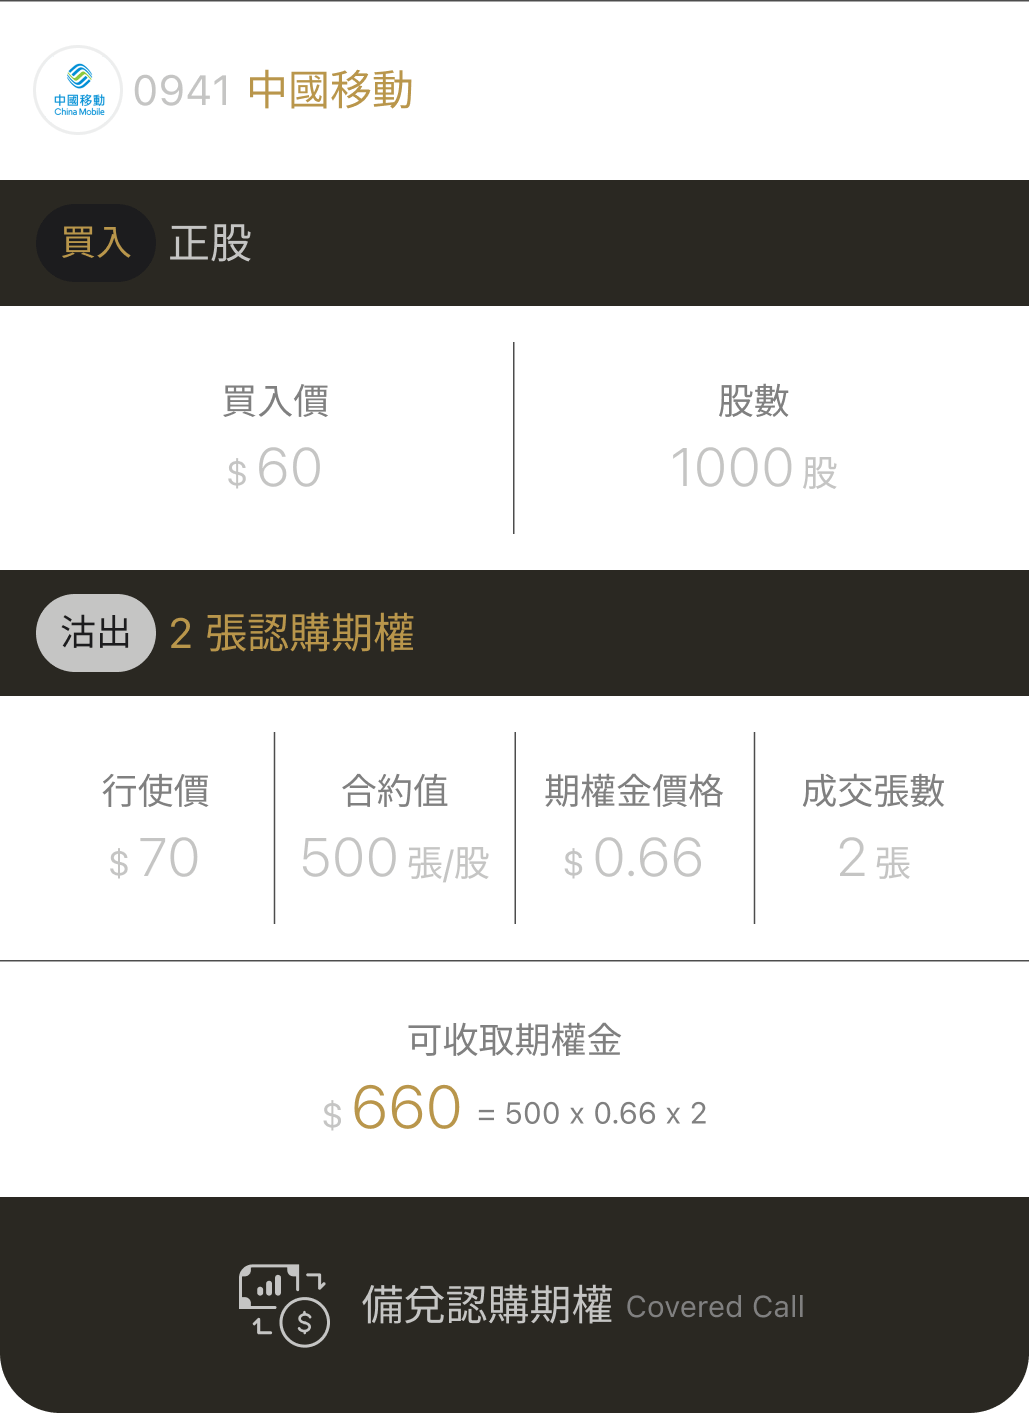 中國移動
China Mobile
0941 中國移動
買入 正股
買入價
$ 60
股數
1000 股
沽出 2 張認購期權
行使價
$ 70
合約值
500 張/股
期權金價格
$ 0.66
成交張數
2 張
可收取期權金
$ 660 = 500 x 0.66 x 2
$
備兌認購期權 Covered Call